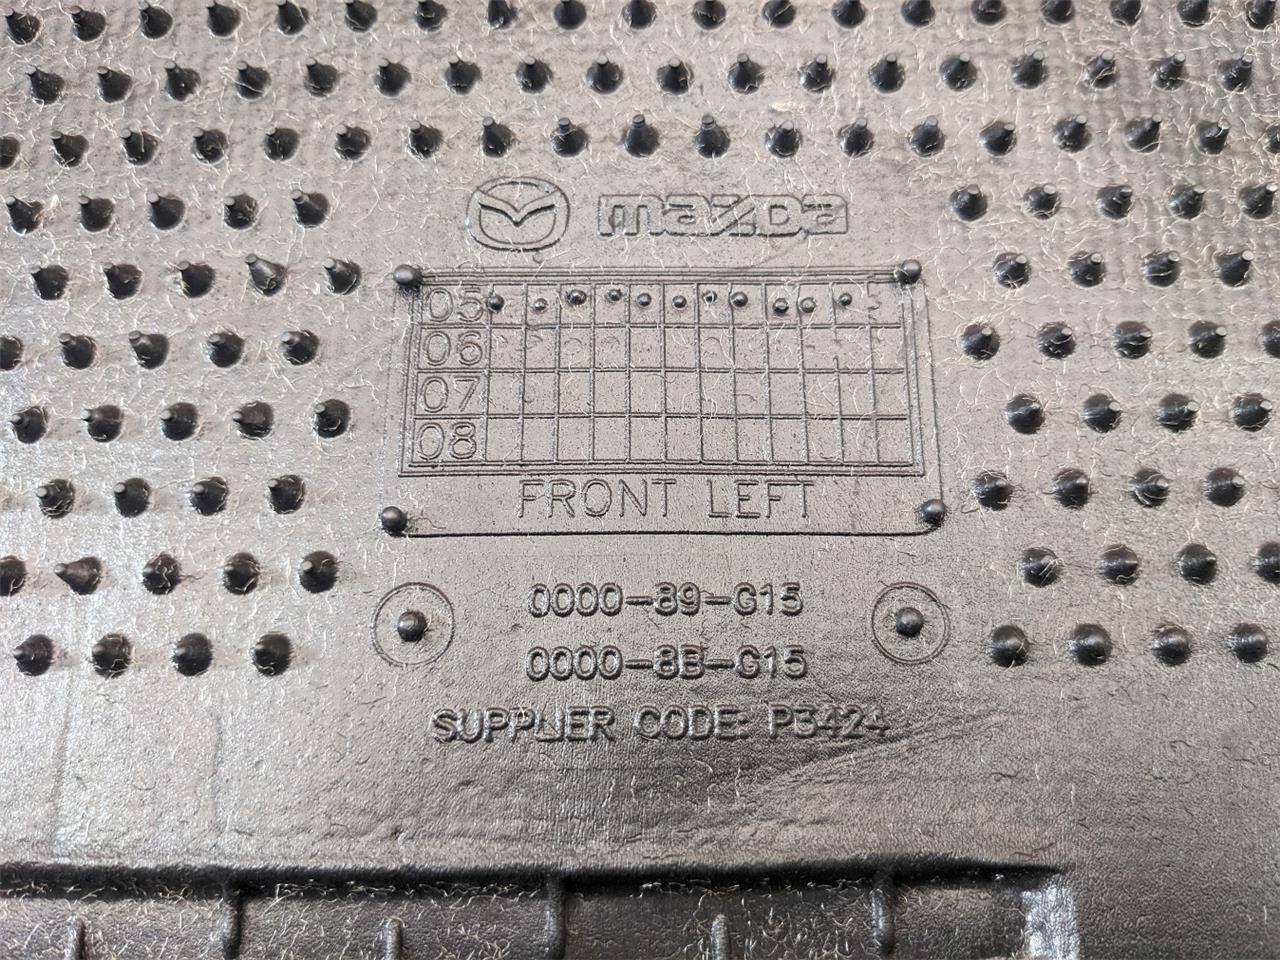 mazda
05
06
07
08
FRONT LEFT
0000-89-G15
0000-8B-G15
SUPPLIER CODE: P3424